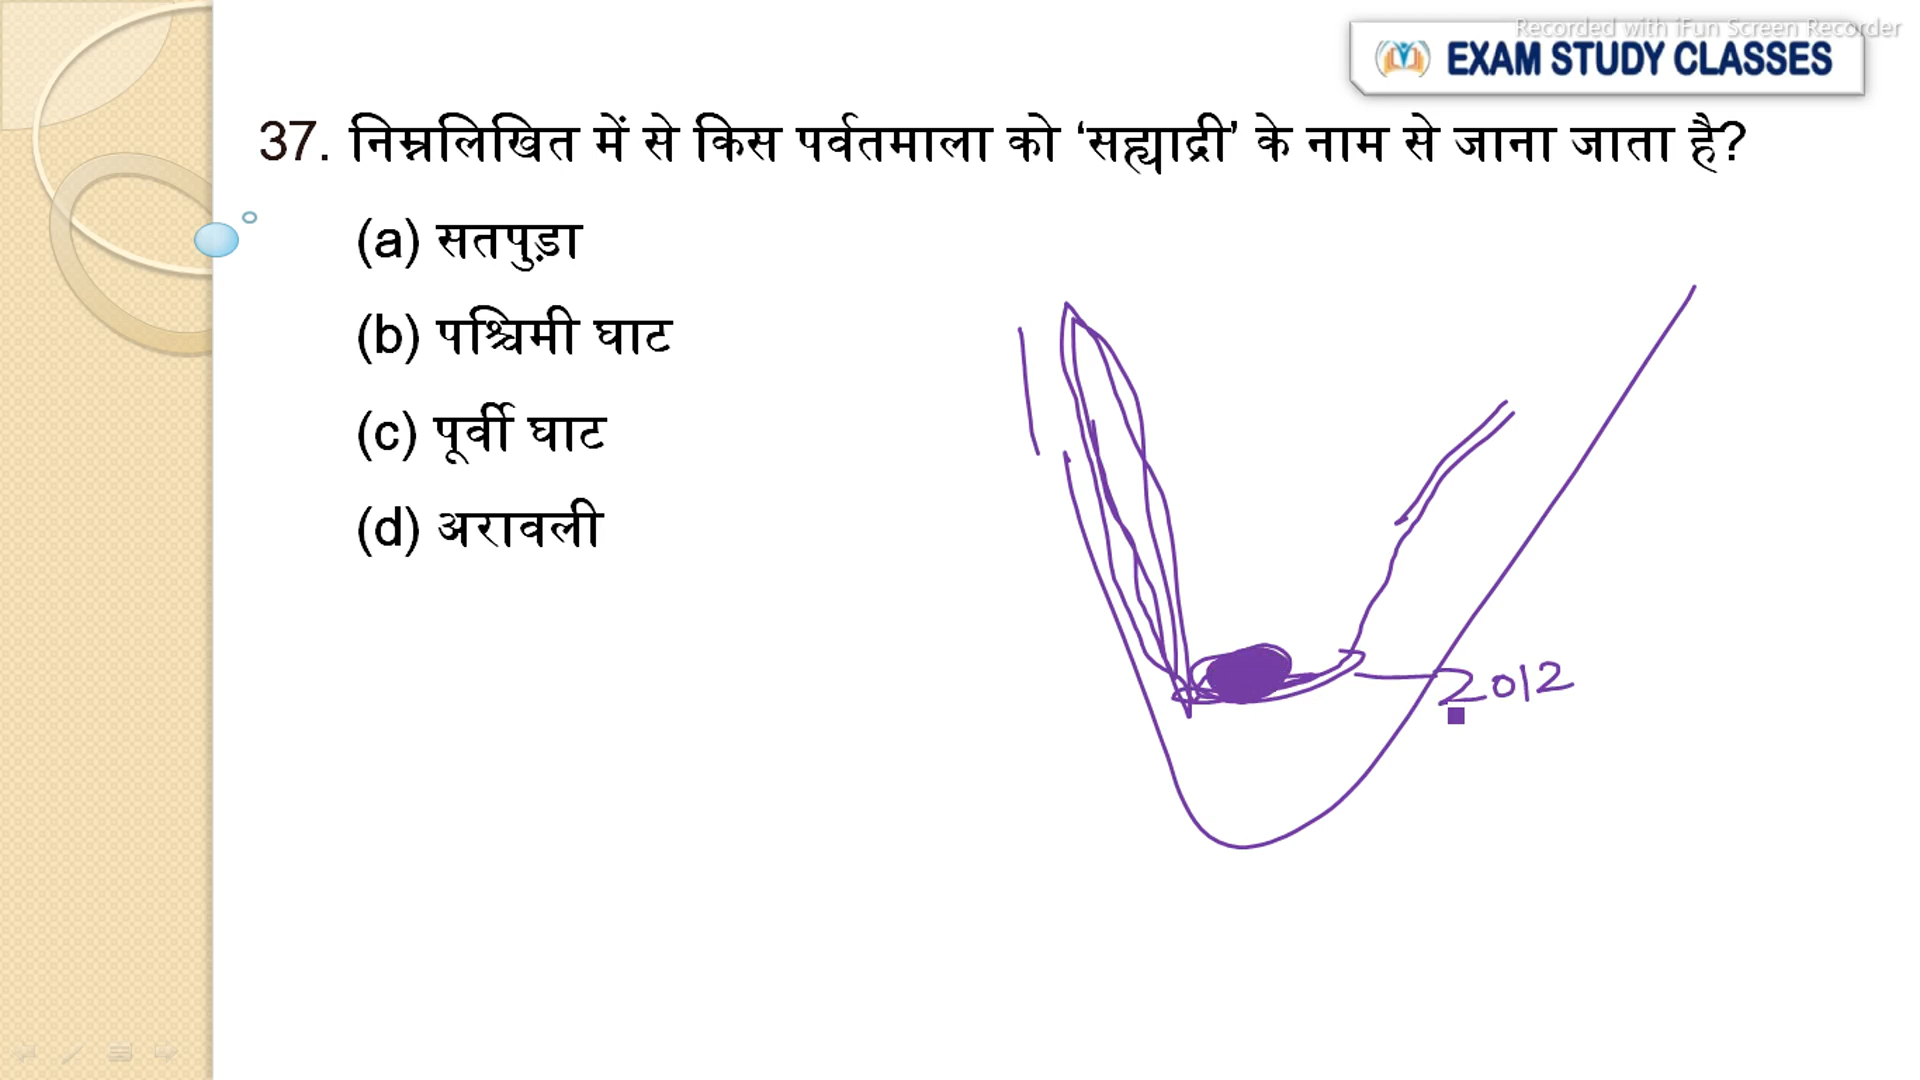 Recorded with iFun Screen Recorder
EXAM STUDY CLASSES
37. निम्नलिखित में से किस पर्वतमाला को ‘सह्याद्री’ के नाम से जाना जाता है?
(a) सतपुड़ा
(b) पश्चिमी घाट
(c) पूर्वी घाट
(d) अरावली
2012